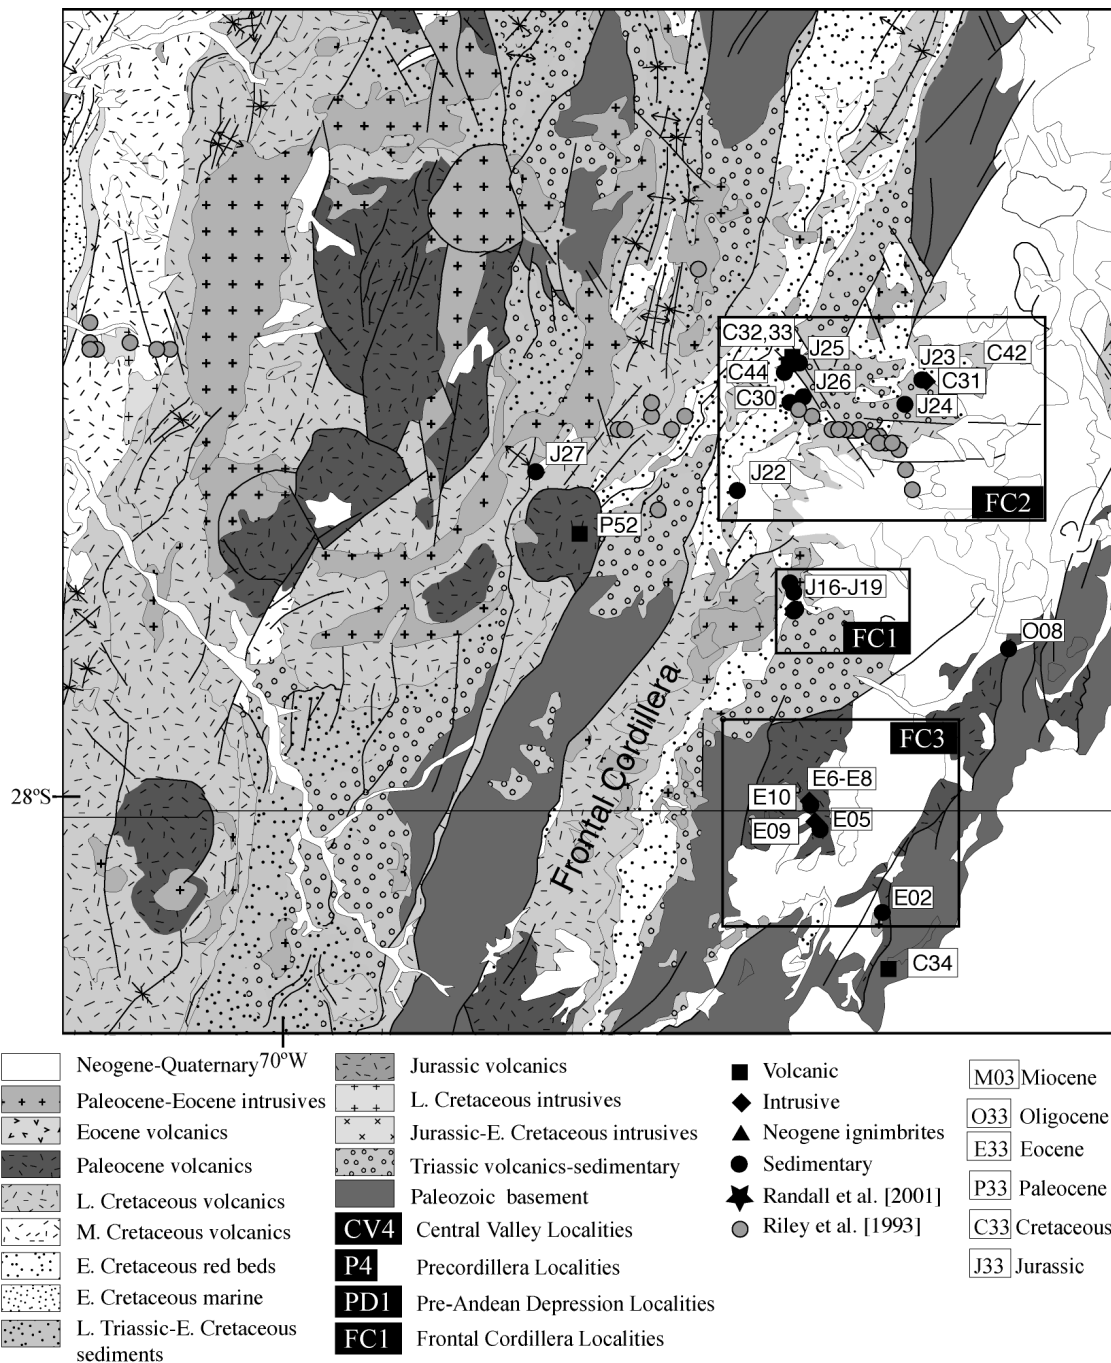 C32,33
J25
C44
J26
C30
J23
C42
C31
J24
J22
FC2
J27
P52
J16-J19
FC1
O08
Frontal Cordillera
FC3
E6-E8
E10
E05
E09
E02
C34
28ºS
70ºW
Neogene-Quaternary
Paleocene-Eocene intrusives
Eocene volcanics
Paleocene volcanics
L. Cretaceous volcanics
M. Cretaceous volcanics
E. Cretaceous red beds
E. Cretaceous marine
L. Triassic-E. Cretaceous
sediments
Jurassic volcanics
L. Cretaceous intrusives
Jurassic-E. Cretaceous intrusives
Triassic volcanics-sedimentary
Paleozoic basement
CV4 Central Valley Localities
P4 Precordillera Localities
PD1 Pre-Andean Depression Localities
FC1 Frontal Cordillera Localities
Volcanic
Intrusive
Neogene ignimbrites
Sedimentary
Randall et al. [2001]
Riley et al. [1993]
M03 Miocene
O33 Oligocene
E33 Eocene
P33 Paleocene
C33 Cretaceous
J33 Jurassic